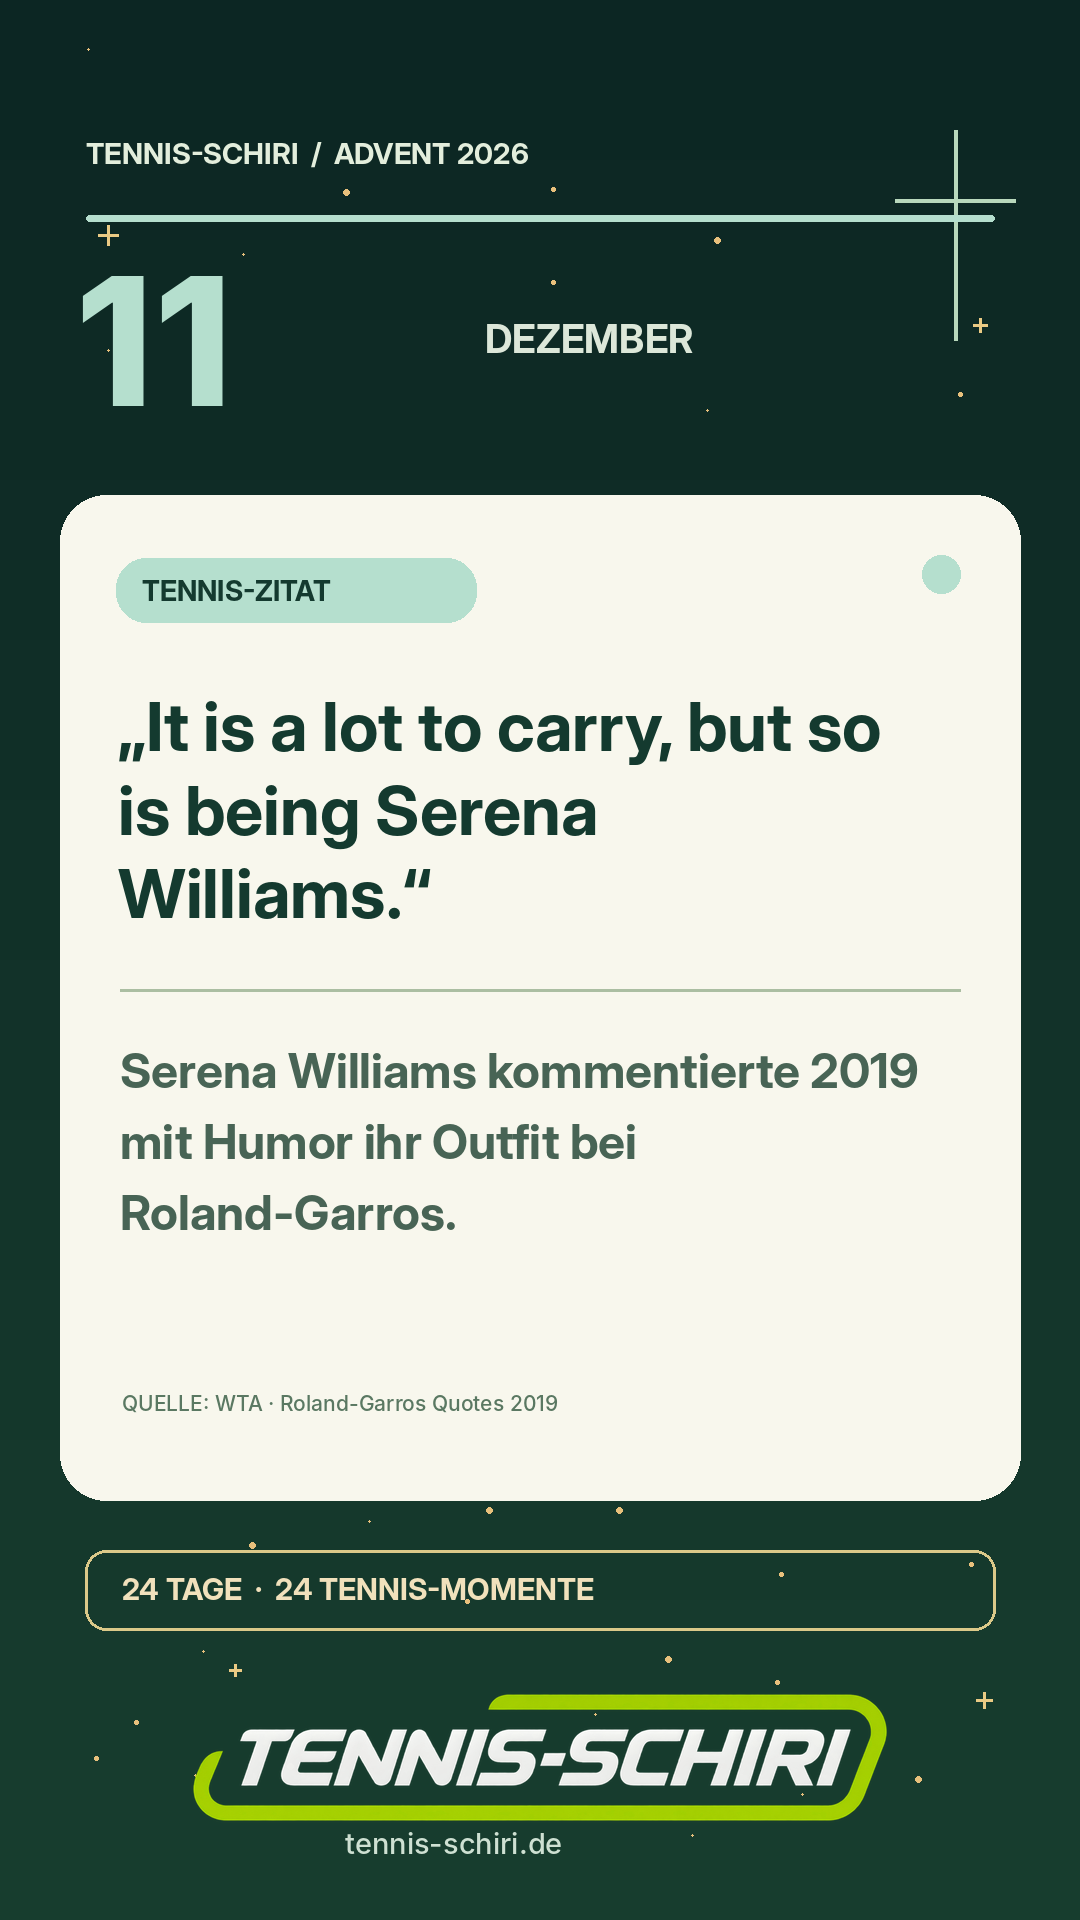 TENNIS-SCHIRI / ADVENT 2026
11
DEZEMBER
TENNIS-ZITAT
„It is a lot to carry, but so
is being Serena
Williams.“
Serena Williams kommentierte 2019
mit Humor ihr Outfit bei
Roland-Garros.
QUELLE: WTA · Roland-Garros Quotes 2019
24 TAGE · 24 TENNIS-MOMENTE
TENNIS-SCHIRI
tennis-schiri.de